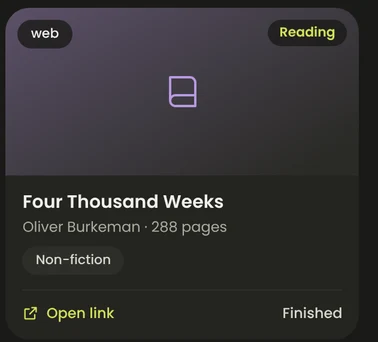 web
Reading
Four Thousand Weeks
Oliver Burkeman · 288 pages
Non-fiction
Open link
Finished